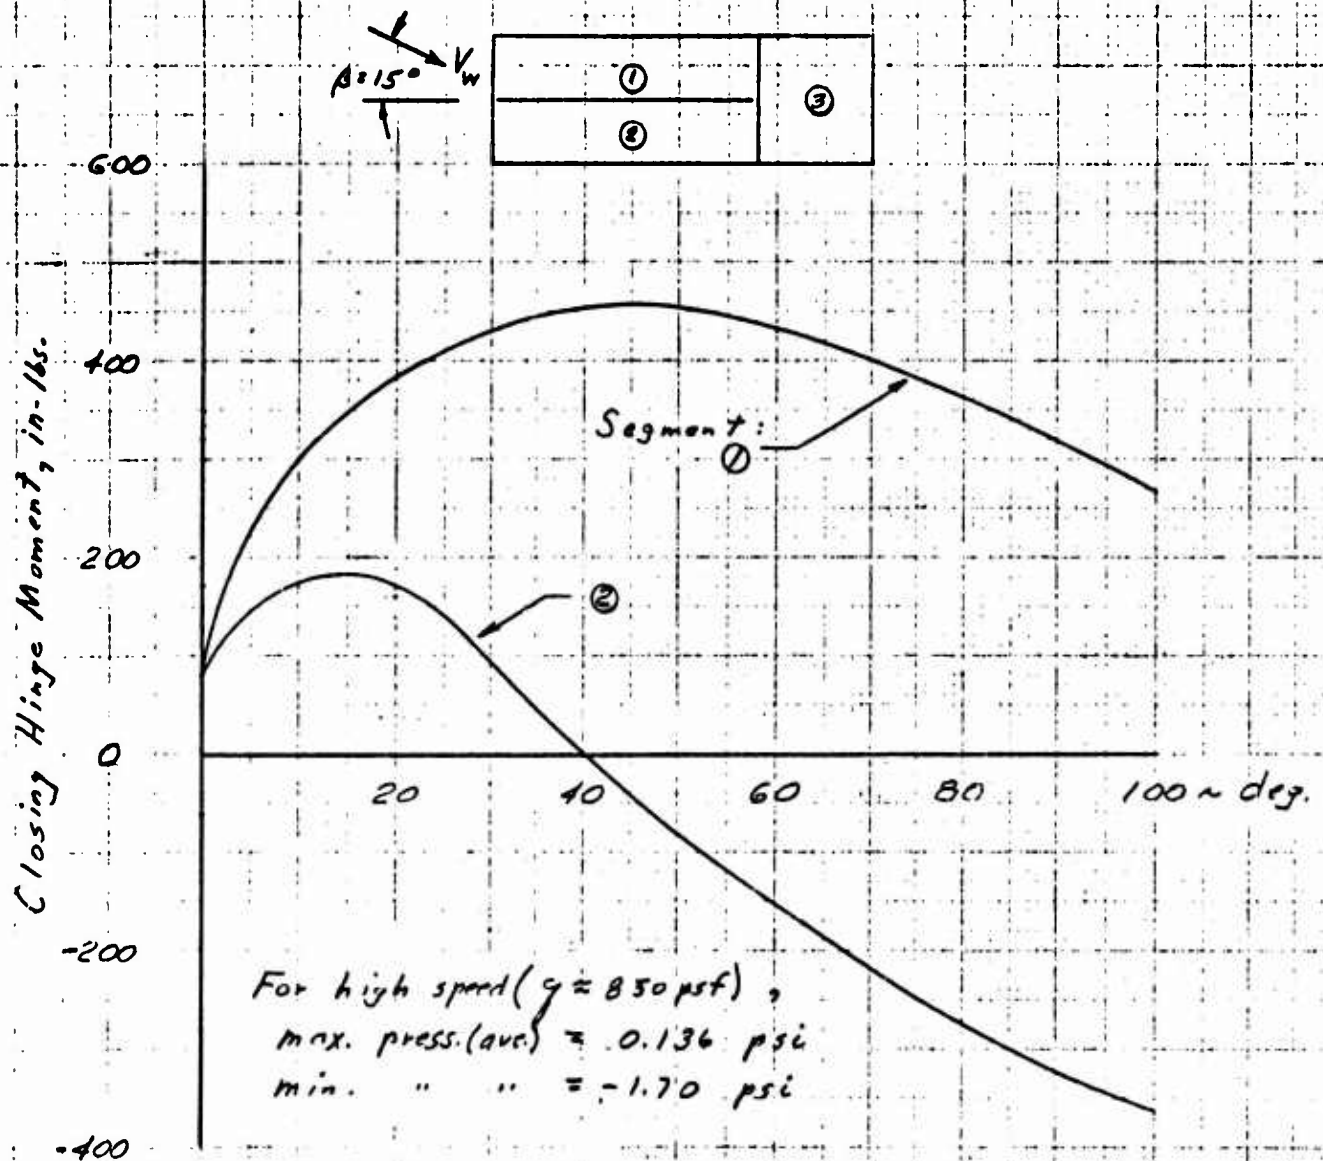 β=15° V_w
①
②
③
600
400
200
0
-200
-400
Closing Hinge Moment, in-lbs.
20 40 60 80 100 ~ deg.
Segment:
①
②
For high speed (q ≈ 850 psf),
max. press.(ave.) = 0.136 psi
min. " " = -1.70 psi